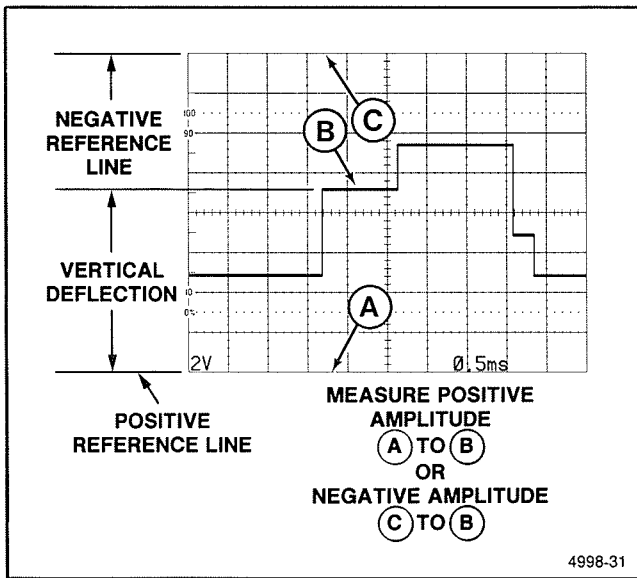 NEGATIVE
REFERENCE
LINE
VERTICAL
DEFLECTION
POSITIVE
REFERENCE LINE
100
90
10
0%
B
C
A
2V
0.5ms
MEASURE POSITIVE
AMPLITUDE
A TO B
OR
NEGATIVE AMPLITUDE
C TO B
4998-31